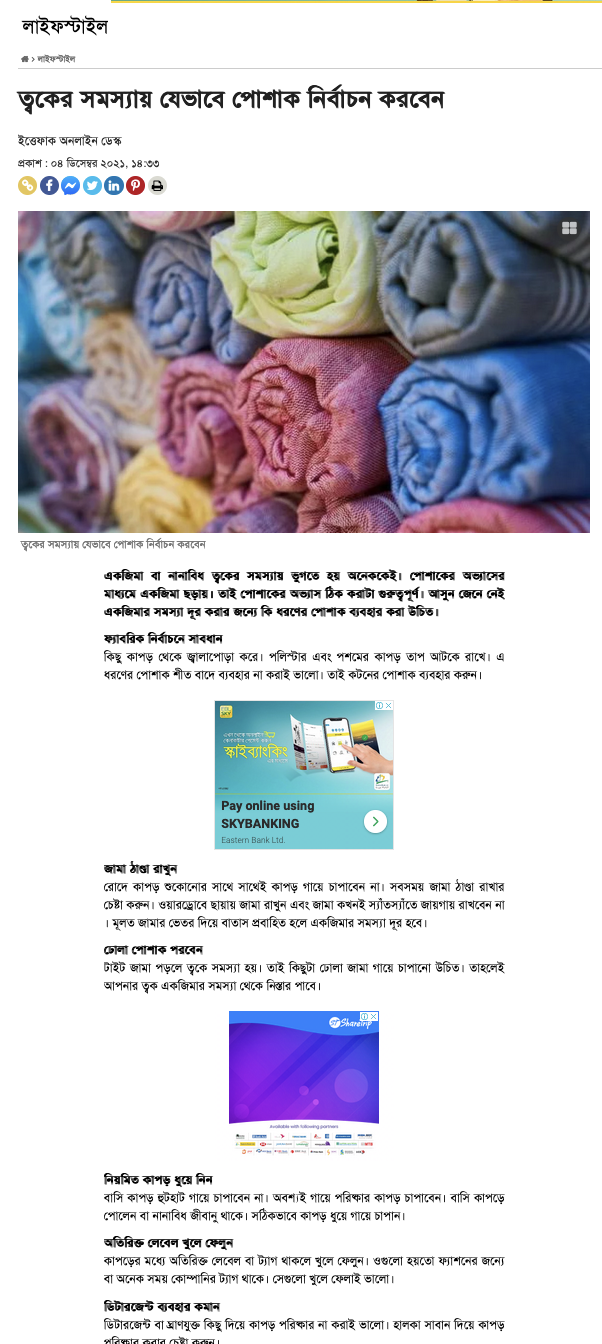 লাইফস্টাইল
লাইফস্টাইল
ত্বকের সমস্যায় যেভাবে পোশাক নির্বাচন করবেন
ইত্তেফাক অনলাইন ডেস্ক
প্রকাশ : ০৪ ডিসেম্বর ২০২১, ১৪:৩৩
ত্বকের সমস্যায় যেভাবে পোশাক নির্বাচন করবেন
একজিমা বা নানাবিধ ত্বকের সমস্যায় ভুগতে হয় অনেককেই। পোশাকের অভ্যাসের
মাধ্যমে একজিমা ছড়ায়। তাই পোশাকের অভ্যাস ঠিক করাটা গুরুত্বপূর্ণ। আসুন জেনে নেই
একজিমার সমস্যা দূর করার জন্যে কি ধরণের পোশাক ব্যবহার করা উচিত।
ফ্যাবরিক নির্বাচনে সাবধান
কিছু কাপড় থেকে জ্বালাপোড়া করে। পলিস্টার এবং পশমের কাপড় তাপ আটকে রাখে। এ
ধরণের পোশাক শীত বাদে ব্যবহার না করাই ভালো। তাই কটনের পোশাক ব্যবহার করুন।
SKY
স্কাইব্যাংকিং
Pay online using
SKYBANKING
Eastern Bank Ltd.
জামা ঠাণ্ডা রাখুন
রোদে কাপড় শুকোনোর সাথে সাথেই কাপড় গায়ে চাপাবেন না। সবসময় জামা ঠাণ্ডা রাখার
চেষ্টা করুন। ওয়ারড্রোবে ছায়ায় জামা রাখুন এবং জামা কখনই স্যাঁতস্যাঁতে জায়গায় রাখবেন না
। মূলত জামার ভেতর দিয়ে বাতাস প্রবাহিত হলে একজিমার সমস্যা দূর হবে।
ঢোলা পোশাক পরবেন
টাইট জামা পড়লে ত্বকে সমস্যা হয়। তাই কিছুটা ঢোলা জামা গায়ে চাপানো উচিত। তাহলেই
আপনার ত্বক একজিমার সমস্যা থেকে নিস্তার পাবে।
ST Sharetrip
Available with following partners
নিয়মিত কাপড় ধুয়ে নিন
বাসি কাপড় হুটহাট গায়ে চাপাবেন না। অবশ্যই গায়ে পরিষ্কার কাপড় চাপাবেন। বাসি কাপড়ে
পোলেন বা নানাবিধ জীবানু থাকে। সঠিকভাবে কাপড় ধুয়ে গায়ে চাপান।
অতিরিক্ত লেবেল খুলে ফেলুন
কাপড়ের মধ্যে অতিরিক্ত লেবেল বা ট্যাগ থাকলে খুলে ফেলুন। ওগুলো হয়তো ফ্যাশনের জন্যে
বা অনেক সময় কোম্পানির ট্যাগ থাকে। সেগুলো খুলে ফেলাই ভালো।
ডিটারজেন্ট ব্যবহার কমান
ডিটারজেন্ট বা ঘ্রাণযুক্ত কিছু দিয়ে কাপড় পরিষ্কার না করাই ভালো। হালকা সাবান দিয়ে কাপড়
পরিষ্কার করার চেষ্টা করুন।